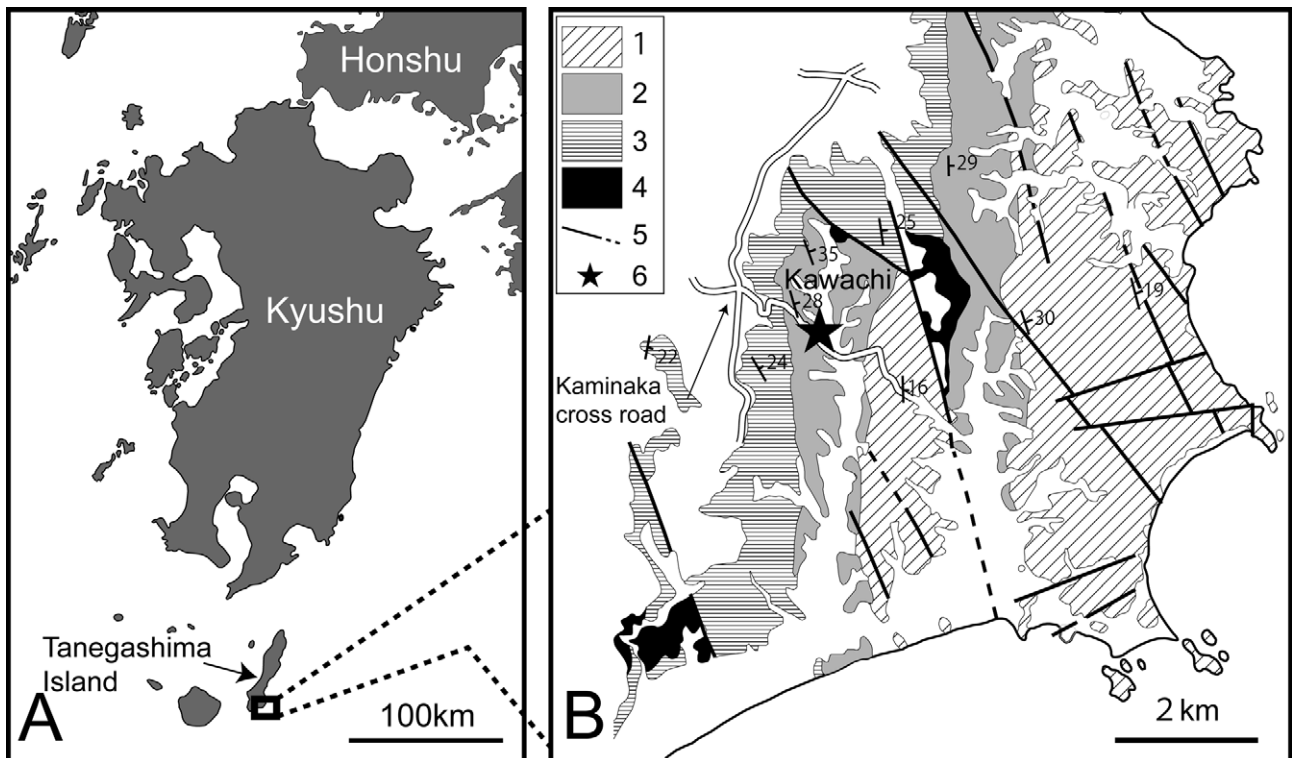 Honshu
Kyushu
Tanegashima
Island
A
100km
1
2
3
4
5
6
29
25
35
Kawachi
28
19
30
22
24
16
Kaminaka
cross road
B
2 km